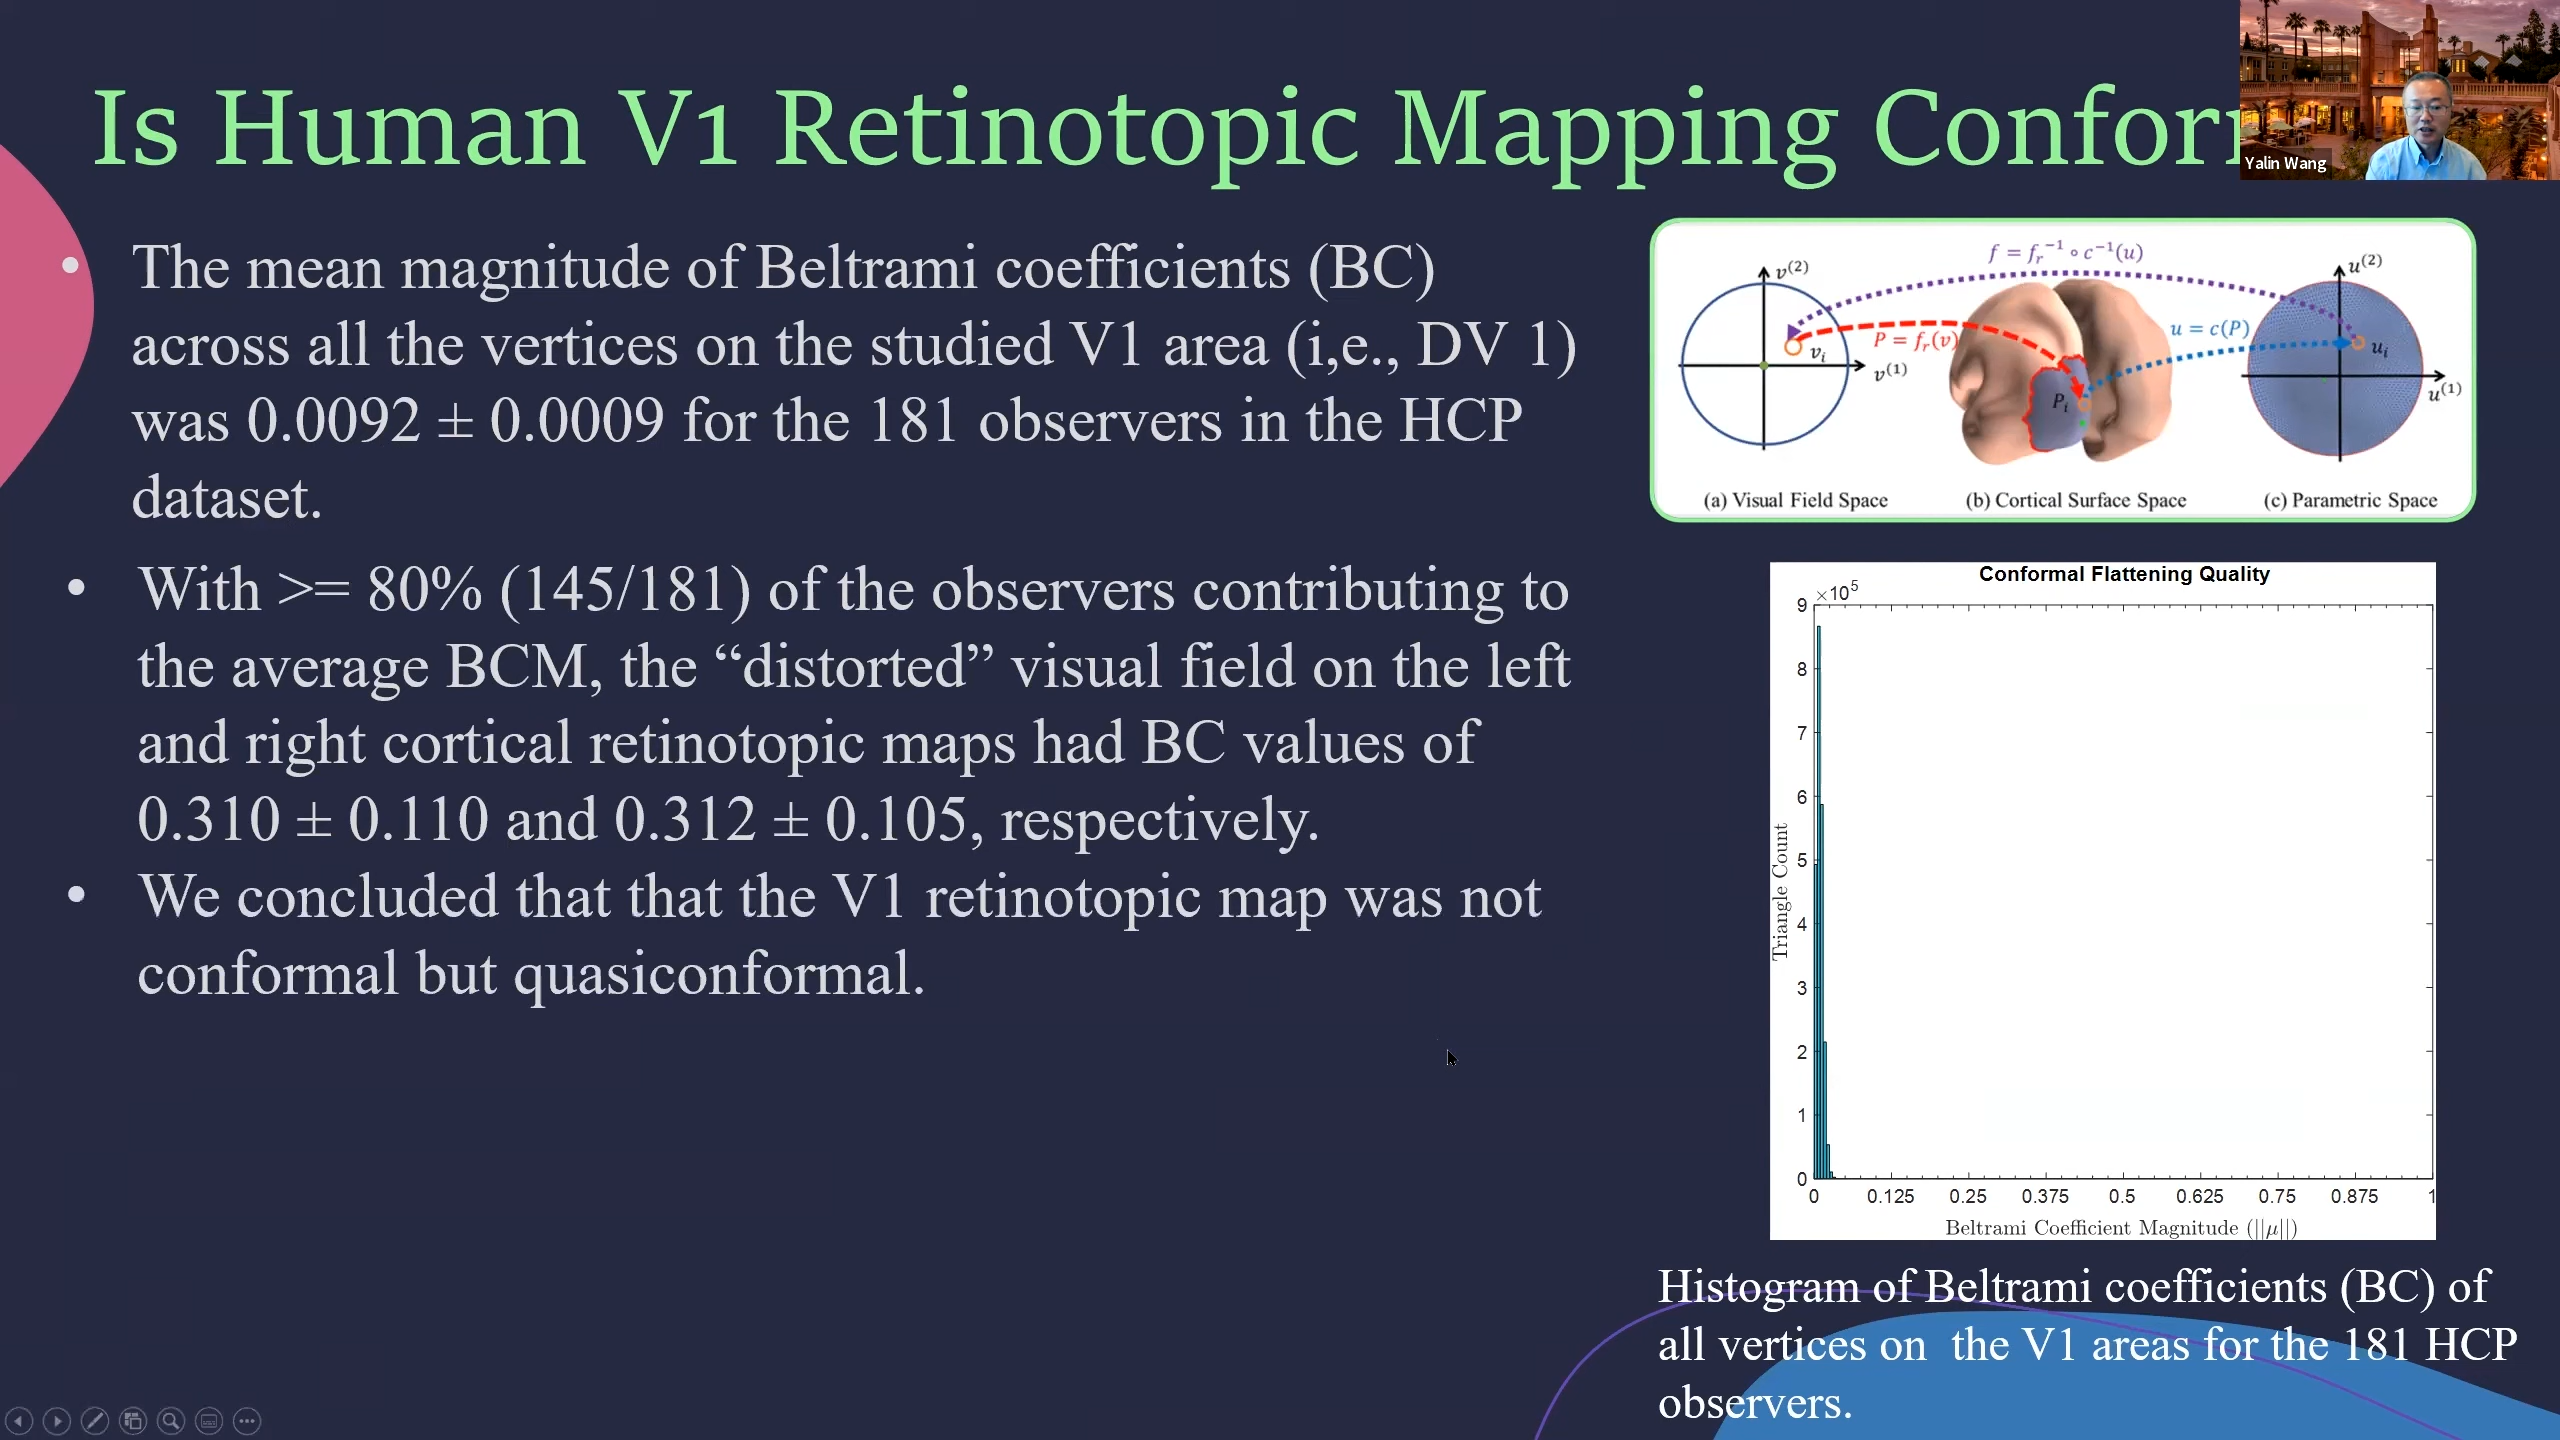 Is Human V1 Retinotopic Mapping Confor
Yalin Wang
• The mean magnitude of Beltrami coefficients (BC)
across all the vertices on the studied V1 area (i,e., DV 1)
was 0.0092 ± 0.0009 for the 181 observers in the HCP
dataset.
• With >= 80% (145/181) of the observers contributing to
the average BCM, the “distorted” visual field on the left
and right cortical retinotopic maps had BC values of
0.310 ± 0.110 and 0.312 ± 0.105, respectively.
• We concluded that that the V1 retinotopic map was not
conformal but quasiconformal.
f = fᵣ⁻¹ ∘ c⁻¹(u)
v⁽²⁾
u⁽²⁾
P = fᵣ(v)
u = c(P)
vᵢ
v⁽¹⁾
Pᵢ
uᵢ
u⁽¹⁾
(a) Visual Field Space
(b) Cortical Surface Space
(c) Parametric Space
Conformal Flattening Quality
×10⁵
9
8
7
6
5
4
3
2
1
0
Triangle Count
0 0.125 0.25 0.375 0.5 0.625 0.75 0.875 1
Beltrami Coefficient Magnitude (||μ||)
Histogram of Beltrami coefficients (BC) of
all vertices on the V1 areas for the 181 HCP
observers.